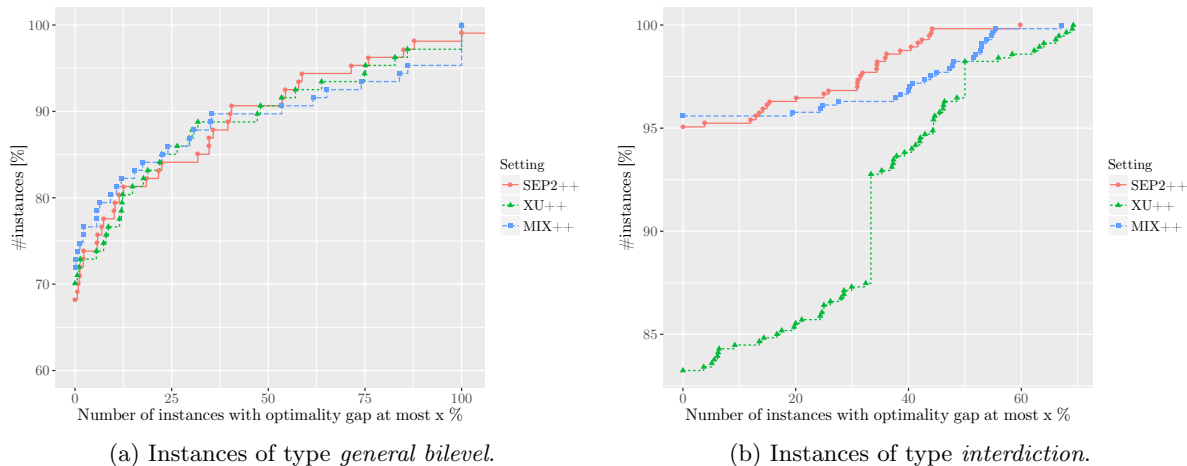 100
90
80
70
60
#instances [%]
0
25
50
75
100
Number of instances with optimality gap at most x %
Setting
SEP2++
XU++
MIX++
(a) Instances of type general bilevel.
100
95
90
85
#instances [%]
0
20
40
60
Number of instances with optimality gap at most x %
Setting
SEP2++
XU++
MIX++
(b) Instances of type interdiction.